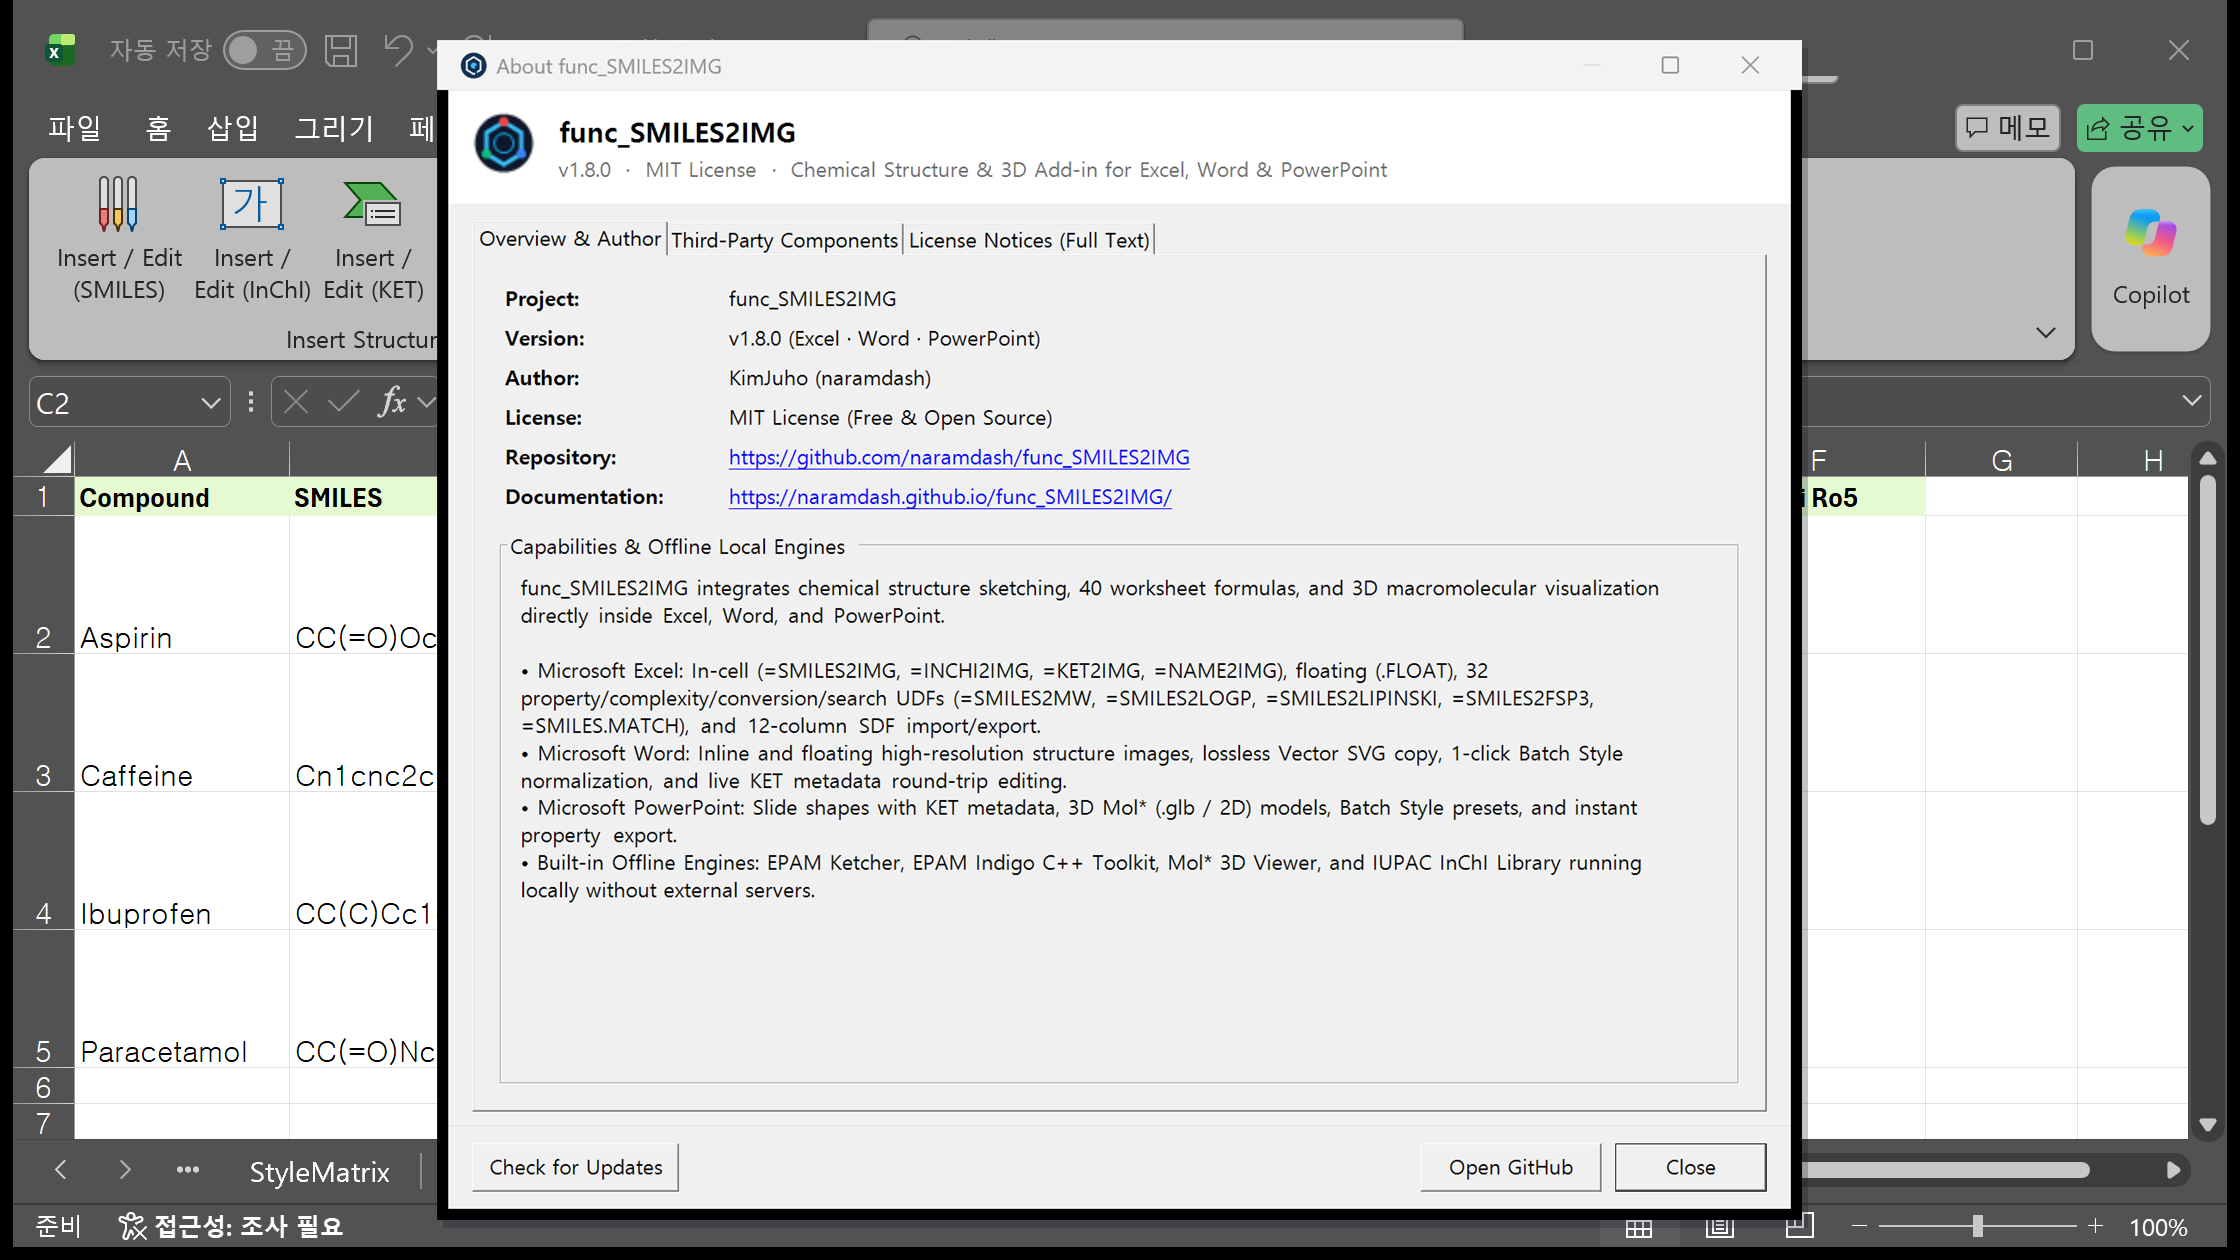 자동 저장 끔
About func_SMILES2IMG
파일 홈 삽입 그리기 페
메모 공유
func_SMILES2IMG
v1.8.0 · MIT License · Chemical Structure & 3D Add-in for Excel, Word & PowerPoint
가
Insert / Edit (SMILES)
Insert / Edit (InChI)
Insert / Edit (KET)
Insert Structur
Copilot
Overview & Author
Third-Party Components
License Notices (Full Text)
Project: func_SMILES2IMG
Version: v1.8.0 (Excel · Word · PowerPoint)
Author: KimJuho (naramdash)
License: MIT License (Free & Open Source)
Repository: https://github.com/naramdash/func_SMILES2IMG
Documentation: https://naramdash.github.io/func_SMILES2IMG/
Capabilities & Offline Local Engines
func_SMILES2IMG integrates chemical structure sketching, 40 worksheet formulas, and 3D macromolecular visualization
directly inside Excel, Word, and PowerPoint.
• Microsoft Excel: In-cell (=SMILES2IMG, =INCHI2IMG, =KET2IMG, =NAME2IMG), floating (.FLOAT), 32
property/complexity/conversion/search UDFs (=SMILES2MW, =SMILES2LOGP, =SMILES2LIPINSKI, =SMILES2FSP3,
=SMILES.MATCH), and 12-column SDF import/export.
• Microsoft Word: Inline and floating high-resolution structure images, lossless Vector SVG copy, 1-click Batch Style
normalization, and live KET metadata round-trip editing.
• Microsoft PowerPoint: Slide shapes with KET metadata, 3D Mol* (.glb / 2D) models, Batch Style presets, and instant
property export.
• Built-in Offline Engines: EPAM Ketcher, EPAM Indigo C++ Toolkit, Mol* 3D Viewer, and IUPAC InChI Library running
locally without external servers.
Check for Updates
Open GitHub
Close
C2
fx
A F G H
1 Compound SMILES i Ro5
2 Aspirin CC(=O)Oc
3 Caffeine Cn1cnc2c
4 Ibuprofen CC(C)Cc1
5 Paracetamol CC(=O)Nc
6
7
StyleMatrix
준비 접근성: 조사 필요 100%